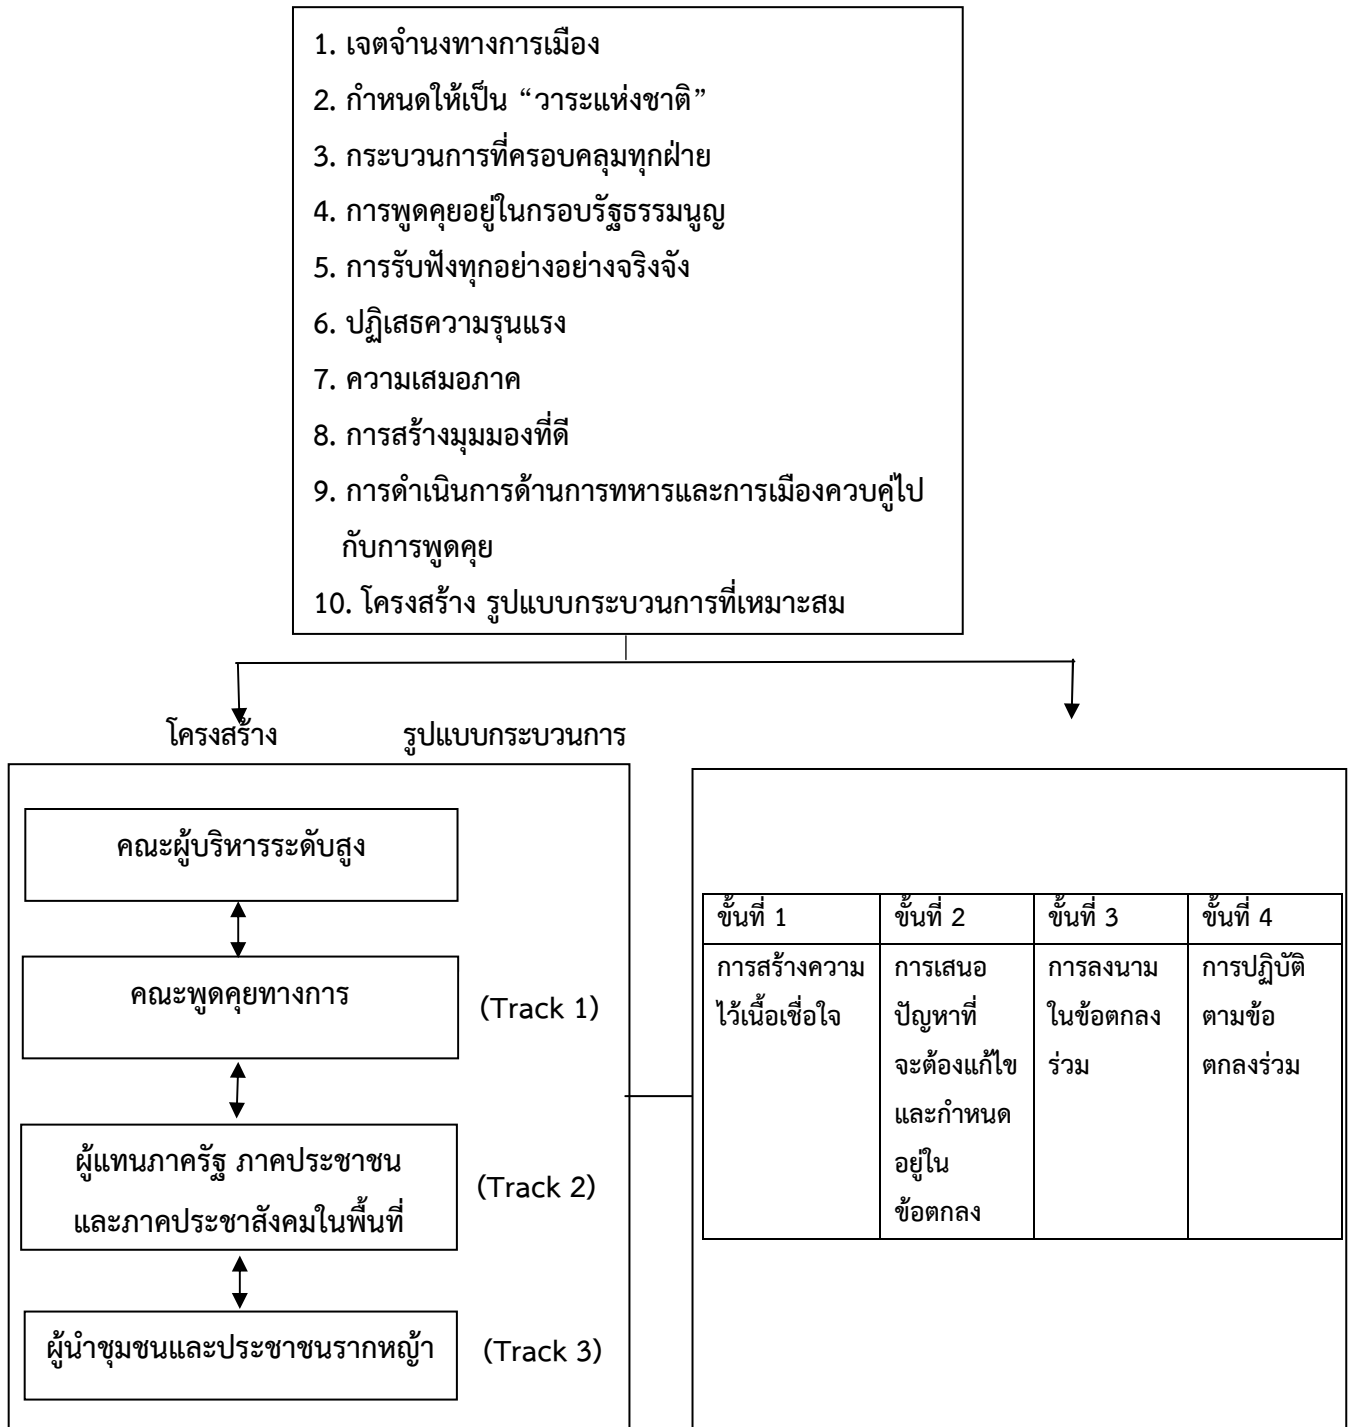 1. เจตจำนงทางการเมือง
2. กำหนดให้เป็น “วาระแห่งชาติ”
3. กระบวนการที่ครอบคลุมทุกฝ่าย
4. การพูดคุยอยู่ในกรอบรัฐธรรมนูญ
5. การรับฟังทุกอย่างอย่างจริงจัง
6. ปฏิเสธความรุนแรง
7. ความเสมอภาค
8. การสร้างมุมมองที่ดี
9. การดำเนินการด้านการทหารและการเมืองควบคู่ไป
กับการพูดคุย
10. โครงสร้าง รูปแบบกระบวนการที่เหมาะสม
โครงสร้าง รูปแบบกระบวนการ
คณะผู้บริหารระดับสูง
คณะพูดคุยทางการ
(Track 1)
ผู้แทนภาครัฐ ภาคประชาชน
และภาคประชาสังคมในพื้นที่
(Track 2)
ผู้นำชุมชนและประชาชนรากหญ้า
(Track 3)
ขั้นที่ 1
การสร้างความ
ไว้เนื้อเชื่อใจ
ขั้นที่ 2
การเสนอ
ปัญหาที่
จะต้องแก้ไข
และกำหนด
อยู่ใน
ข้อตกลง
ขั้นที่ 3
การลงนาม
ในข้อตกลง
ร่วม
ขั้นที่ 4
การปฏิบัติ
ตามข้อ
ตกลงร่วม